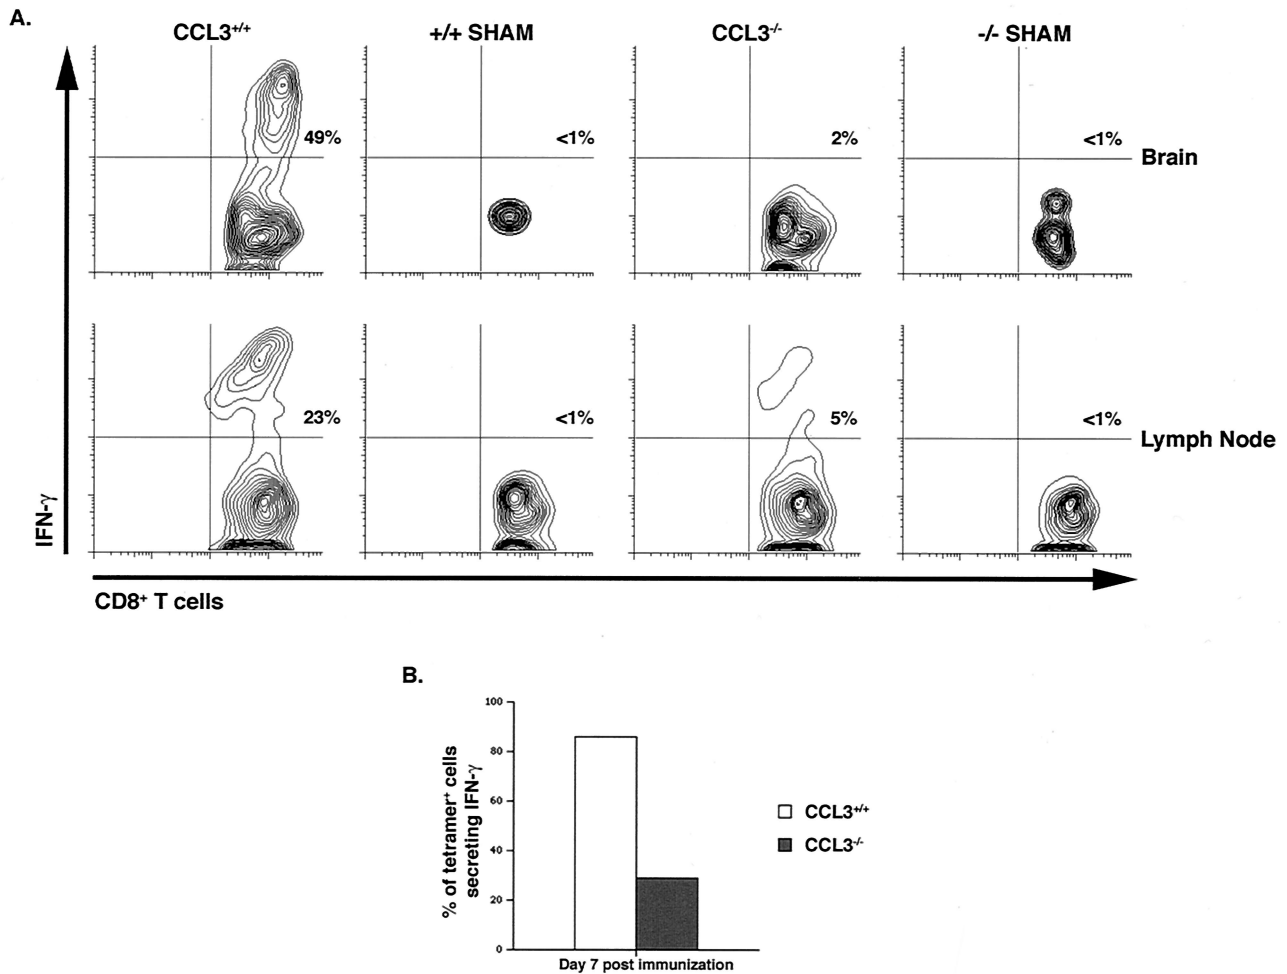 A.
CCL3+/+
+/+ SHAM
CCL3-/-
-/- SHAM
49%
<1%
2%
<1%
Brain
23%
<1%
5%
<1%
Lymph Node
IFN-γ
CD8+ T cells
B.
% of tetramer+ cells
secreting IFN-γ
100
80
60
40
20
0
Day 7 post immunization
CCL3+/+
CCL3-/-